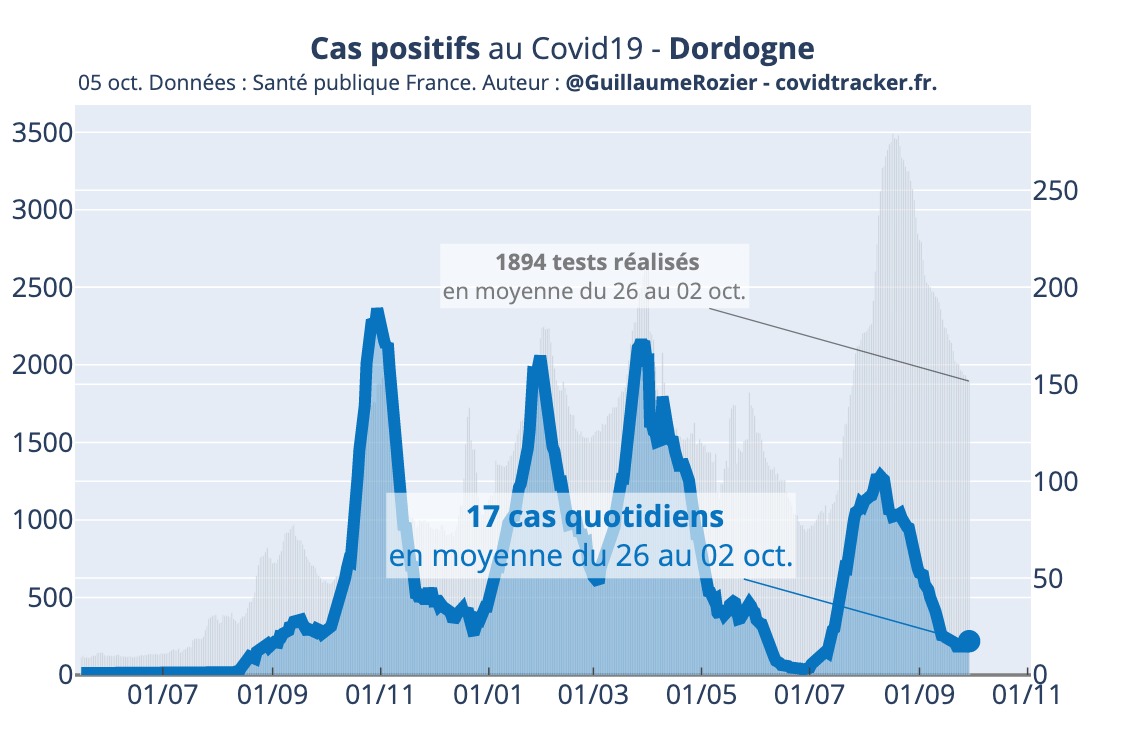 Cas positifs au Covid19 - Dordogne
05 oct. Données : Santé publique France. Auteur : @GuillaumeRozier - covidtracker.fr.
3500
3000
2500
2000
1500
1000
500
0
250
200
150
100
50
0
1894 tests réalisés
en moyenne du 26 au 02 oct.
17 cas quotidiens
en moyenne du 26 au 02 oct.
01/07 01/09 01/11 01/01 01/03 01/05 01/07 01/09 01/11